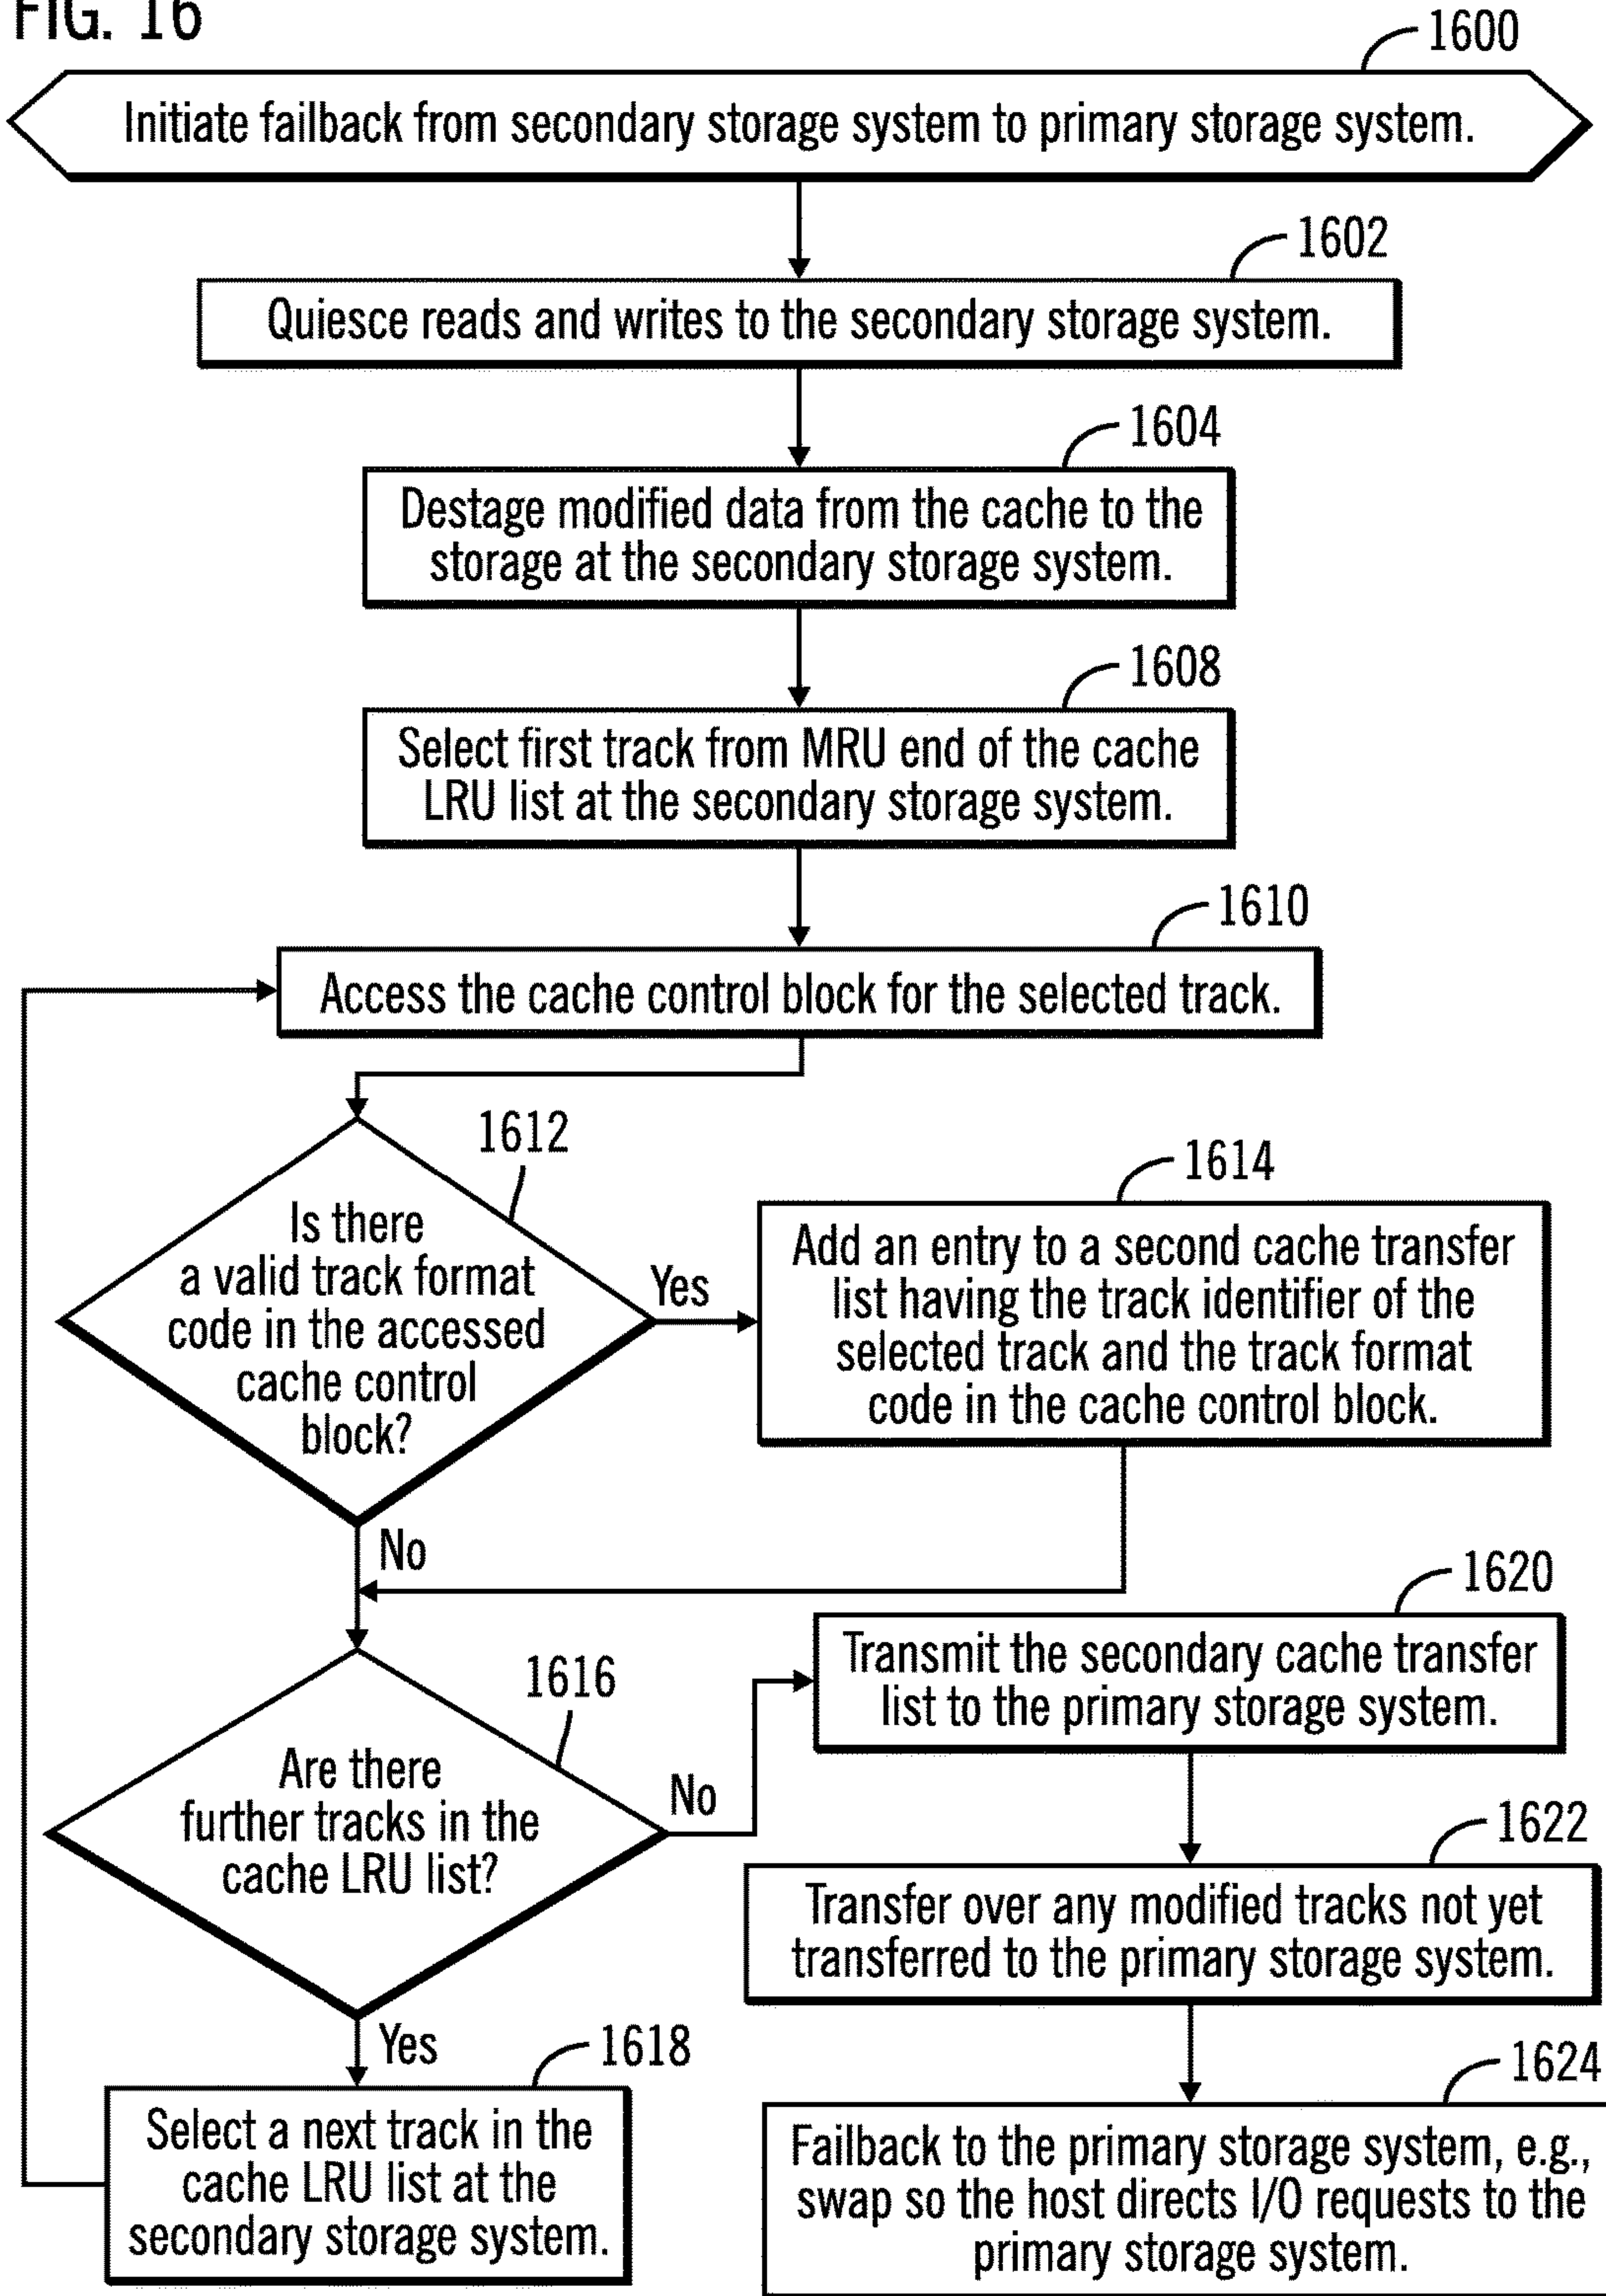 FIG. 16
1600
Initiate failback from secondary storage system to primary storage system.
1602
Quiesce reads and writes to the secondary storage system.
1604
Destage modified data from the cache to the
storage at the secondary storage system.
1608
Select first track from MRU end of the cache
LRU list at the secondary storage system.
1610
Access the cache control block for the selected track.
1612
Is there
a valid track format
code in the accessed
cache control
block?
Yes
1614
Add an entry to a second cache transfer
list having the track identifier of the
selected track and the track format
code in the cache control block.
No
1616
Are there
further tracks in the
cache LRU list?
No
1620
Transmit the secondary cache transfer
list to the primary storage system.
1622
Transfer over any modified tracks not yet
transferred to the primary storage system.
Yes
1618
Select a next track in the
cache LRU list at the
secondary storage system.
1624
Failback to the primary storage system, e.g.,
swap so the host directs I/O requests to the
primary storage system.